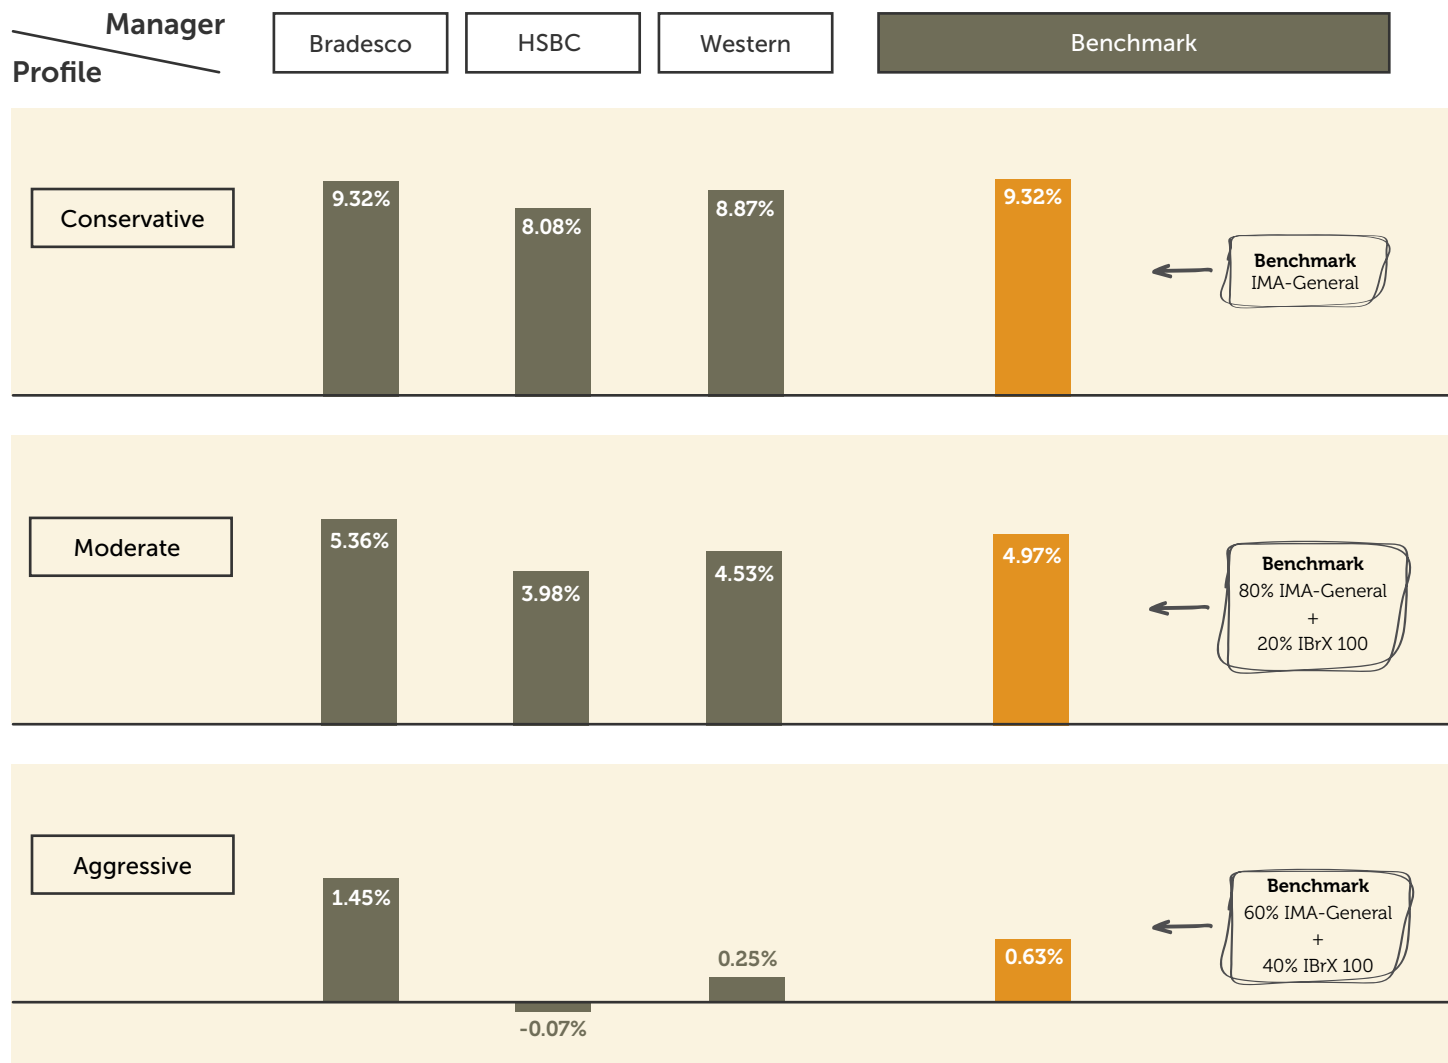 Manager
Profile
Bradesco
HSBC
Western
Benchmark
Conservative
9.32%
8.08%
8.87%
9.32%
Benchmark
IMA-General
Moderate
5.36%
3.98%
4.53%
4.97%
Benchmark
80% IMA-General
+
20% IBrX 100
Aggressive
1.45%
-0.07%
0.25%
0.63%
Benchmark
60% IMA-General
+
40% IBrX 100